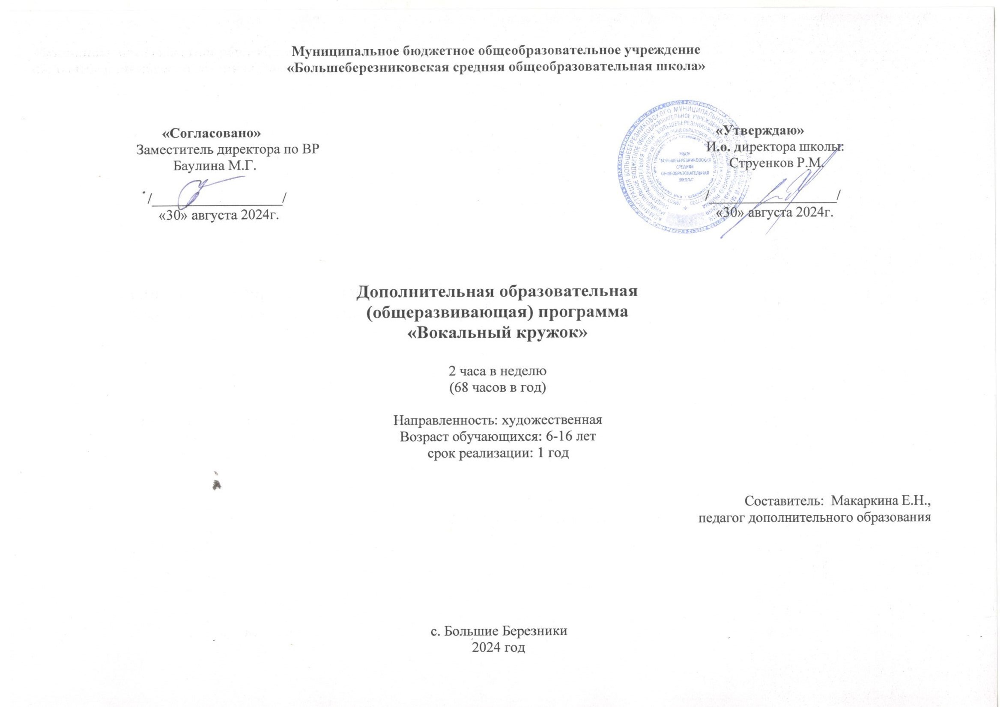 Муниципальное бюджетное общеобразовательное учреждение
«Большеберезниковская средняя общеобразовательная школа»
«Согласовано»
Заместитель директора по ВР
Баулина М.Г.
/ /
«30» августа 2024г.
«Утверждаю»
И.о. директора школы:
Струенков Р.М.
/ /
«30» августа 2024г.
МБОУ
"БОЛЬШЕБЕРЕЗНИКОВСКАЯ
СРЕДНЯЯ
ОБЩЕОБРАЗОВАТЕЛЬНАЯ
ШКОЛА"
Дополнительная образовательная
(общеразвивающая) программа
«Вокальный кружок»
2 часа в неделю
(68 часов в год)
Направленность: художественная
Возраст обучающихся: 6-16 лет
срок реализации: 1 год
Составитель: Макаркина Е.Н.,
педагог дополнительного образования
с. Большие Березники
2024 год